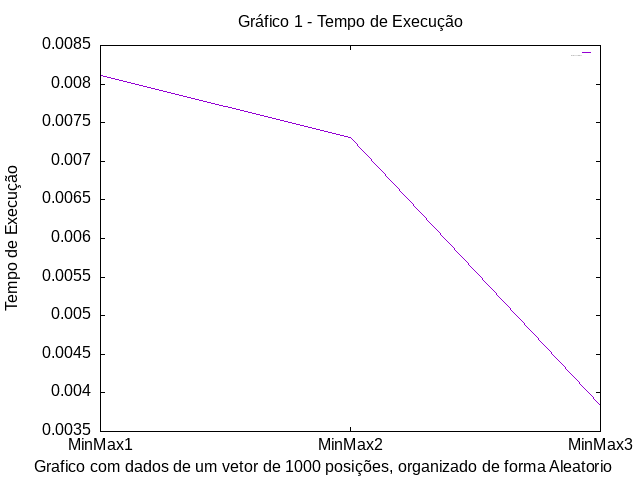 Gráfico 1 - Tempo de Execução
0.0085
0.008
0.0075
0.007
0.0065
0.006
0.0055
0.005
0.0045
0.004
0.0035
Tempo de Execução
MinMax1
MinMax2
MinMax3
Grafico com dados de um vetor de 1000 posições, organizado de forma Aleatorio